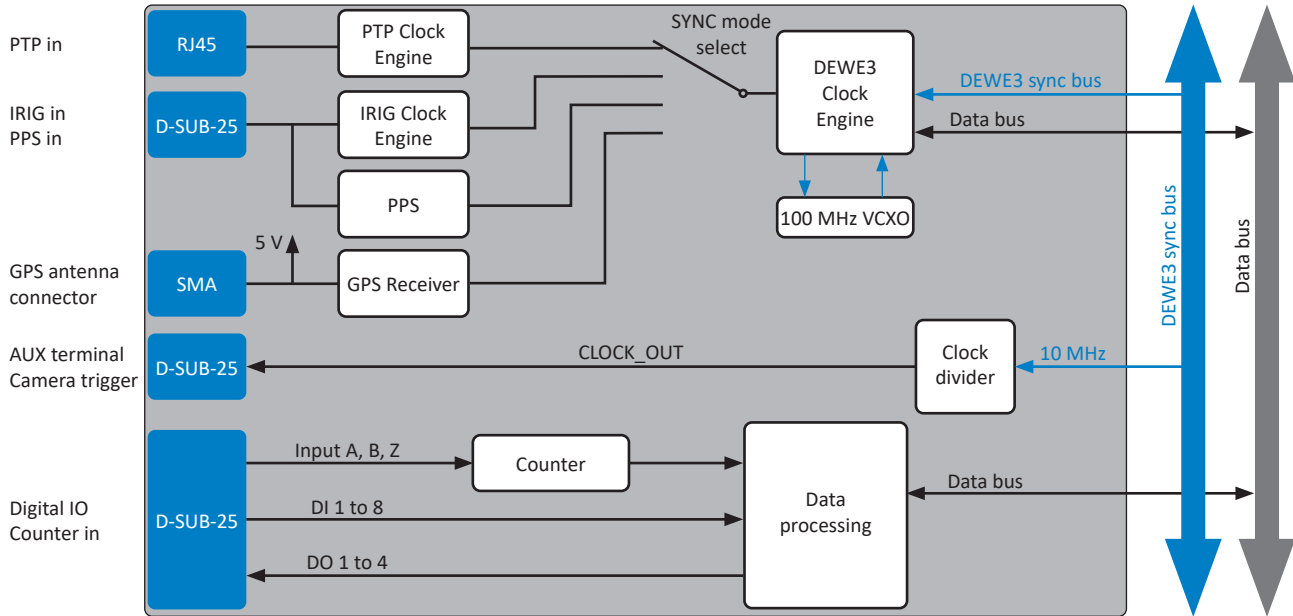 PTP in
RJ45
PTP Clock
Engine
SYNC mode
select
DEWE3
Clock
Engine
DEWE3 sync bus
Data bus
IRIG in
PPS in
D-SUB-25
IRIG Clock
Engine
PPS
100 MHz VCXO
5 V
GPS antenna
connector
SMA
GPS Receiver
DEWE3 sync bus
Data bus
AUX terminal
Camera trigger
D-SUB-25
CLOCK_OUT
Clock
divider
10 MHz
Digital IO
Counter in
D-SUB-25
Input A, B, Z
Counter
DI 1 to 8
DO 1 to 4
Data
processing
Data bus